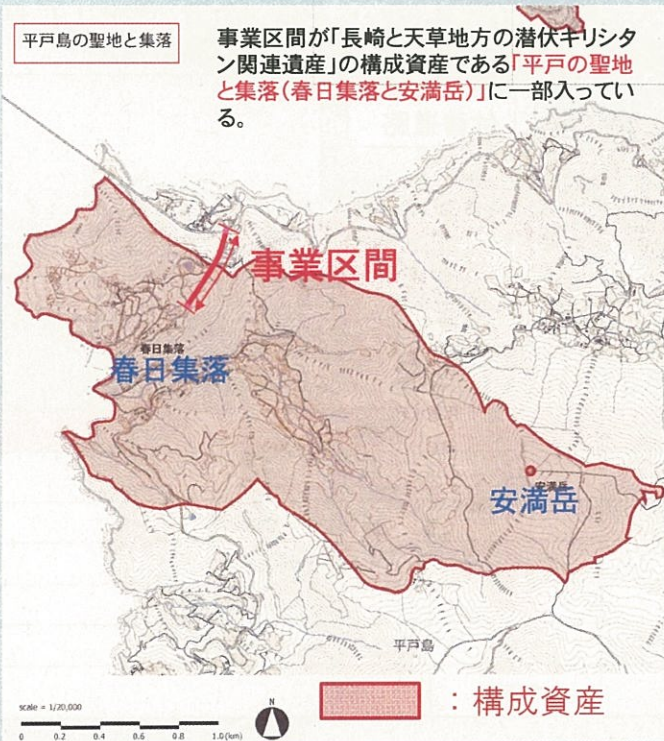 平戸島の聖地と集落
事業区間が「長崎と天草地方の潜伏キリシタ
ン関連遺産」の構成資産である「平戸の聖地
と集落(春日集落と安満岳)」に一部入ってい
る。
事業区間
春日集落
春日集落
安満岳
安満岳
平戸島
:構成資産
scale = 1/20,000
N
0 0.2 0.4 0.6 0.8 1.0(km)